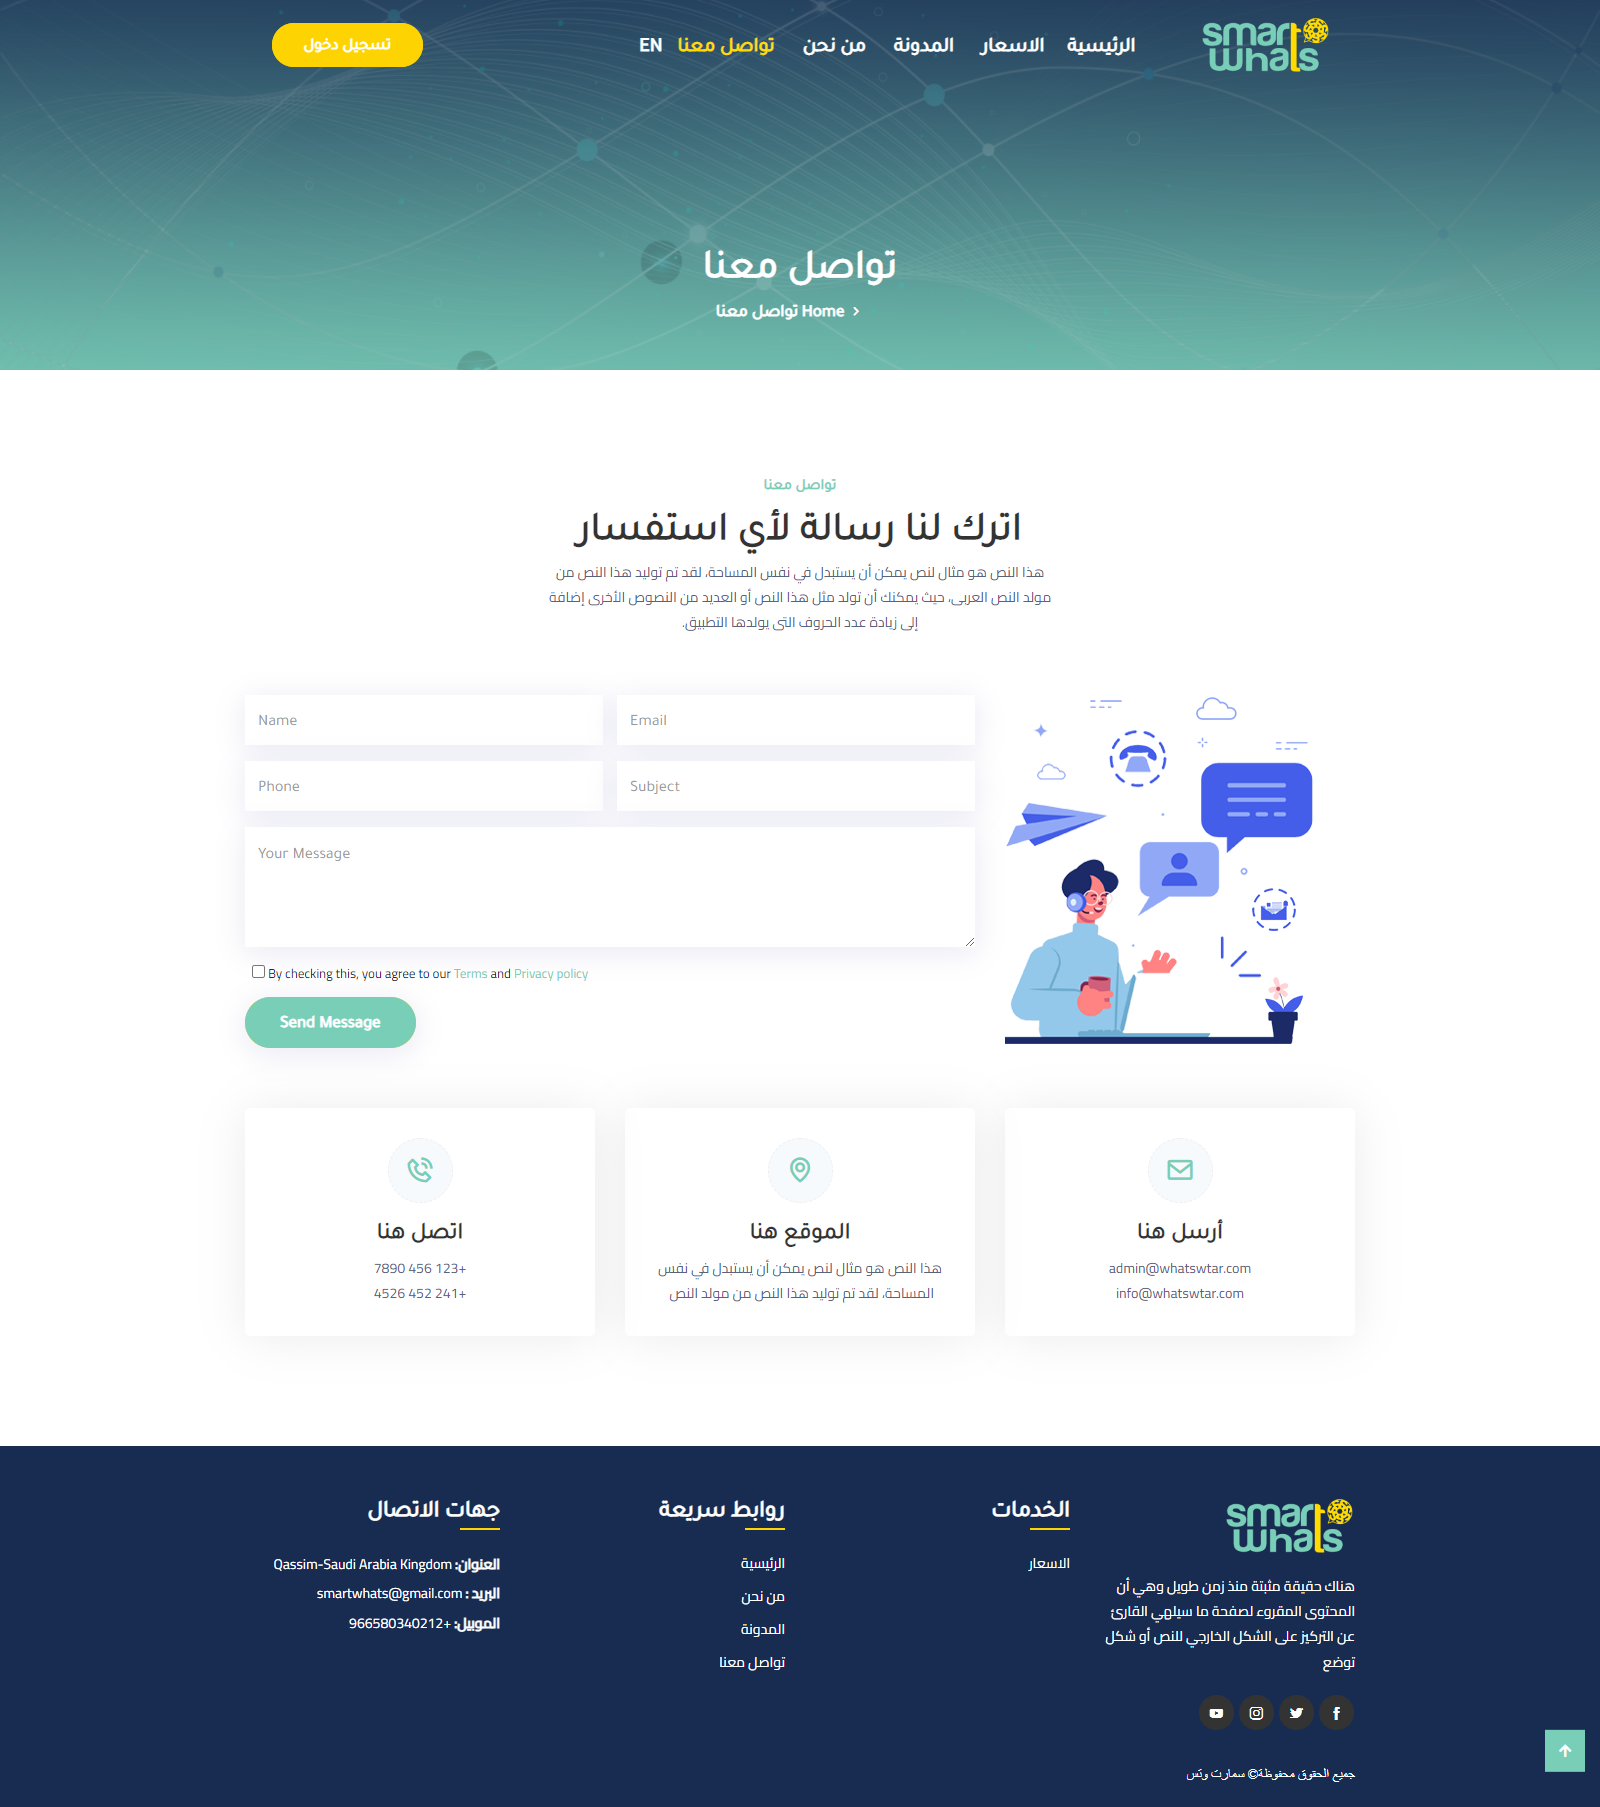 smart
whats
الرئيسية
الاسعار
المدونة
من نحن
تواصل معنا
EN
تسجيل دخول
تواصل معنا
Home تواصل معنا
تواصل معنا
اترك لنا رسالة لأي استفسار
هذا النص هو مثال لنص يمكن أن يستبدل في نفس المساحة، لقد تم توليد هذا النص من
مولد النص العربى، حيث يمكنك أن تولد مثل هذا النص أو العديد من النصوص الأخرى إضافة
إلى زيادة عدد الحروف التى يولدها التطبيق.
Name
Email
Phone
Subject
Your Message
By checking this, you agree to our Terms and Privacy policy
Send Message
أرسل هنا
admin@whatswtar.com
info@whatswtar.com
الموقع هنا
هذا النص هو مثال لنص يمكن أن يستبدل في نفس
المساحة، لقد تم توليد هذا النص من مولد النص
اتصل هنا
+123 456 7890
+241 452 4526
smart
whats
هناك حقيقة مثبتة منذ زمن طويل وهي أن
المحتوى المقروء لصفحة ما سيلهي القارئ
عن التركيز على الشكل الخارجي للنص أو شكل
توضع
الخدمات
الاسعار
روابط سريعة
الرئيسية
من نحن
المدونة
تواصل معنا
جهات الاتصال
العنوان: Qassim-Saudi Arabia Kingdom
البريد : smartwhats@gmail.com
الموبيل: +966580340212
جميع الحقوق محفوظة© سمارت وتس